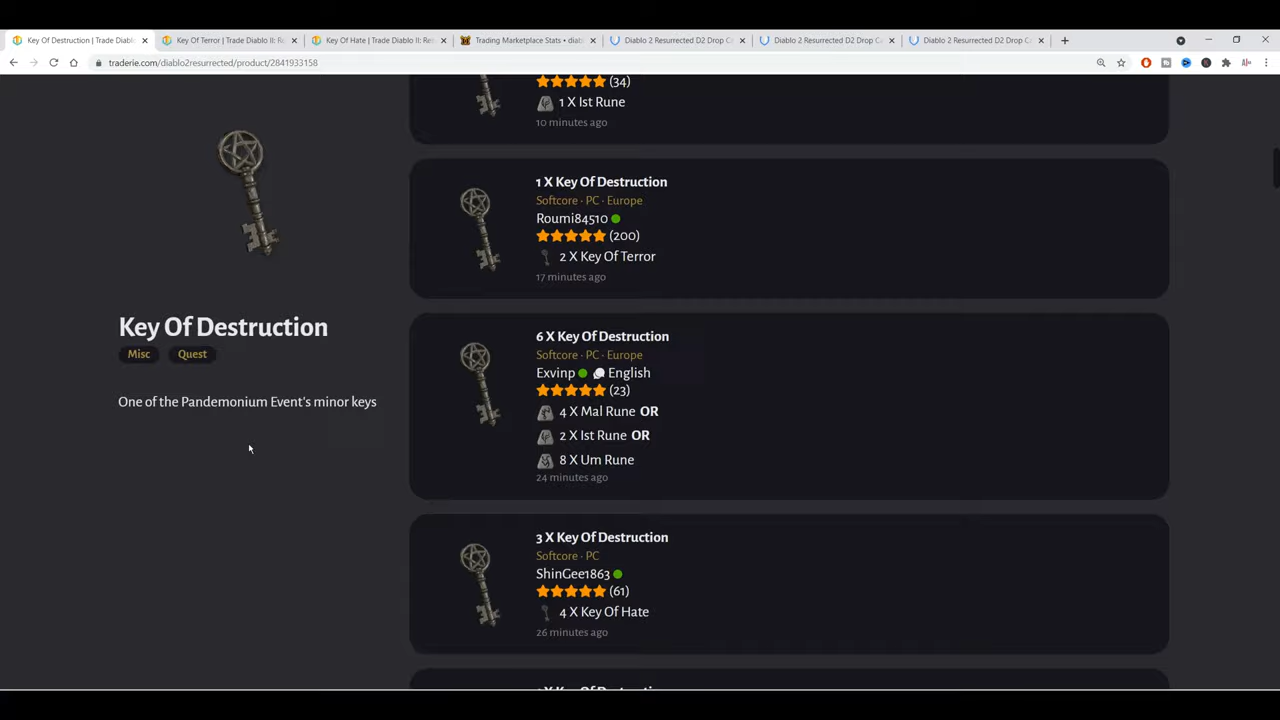 Key Of Destruction | Trade Diablo
Key Of Terror | Trade Diablo II: Re
Key Of Hate | Trade Diablo II: Res
Trading Marketplace Stats • diab
Diablo 2 Resurrected D2 Drop C
Diablo 2 Resurrected D2 Drop C
Diablo 2 Resurrected D2 Drop C
traderie.com/diablo2resurrected/product/2841933158
(34)
1 X Ist Rune
10 minutes ago
1 X Key Of Destruction
Softcore · PC · Europe
Roumi84510
(200)
2 X Key Of Terror
17 minutes ago
Key Of Destruction
Misc Quest
One of the Pandemonium Event's minor keys
6 X Key Of Destruction
Softcore · PC · Europe
Exvinp English
(23)
4 X Mal Rune OR
2 X Ist Rune OR
8 X Um Rune
24 minutes ago
3 X Key Of Destruction
Softcore · PC
ShinGee1863
(61)
4 X Key Of Hate
26 minutes ago